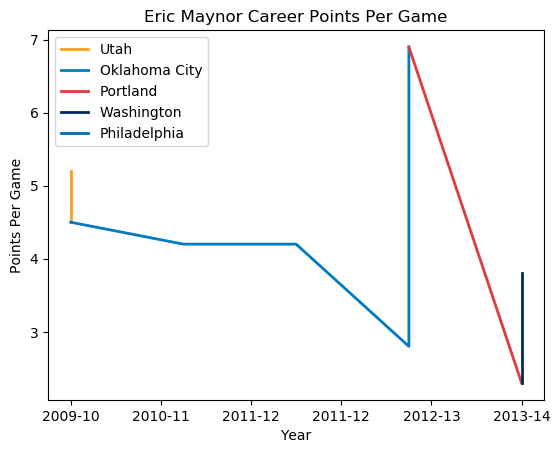 Eric Maynor Career Points Per Game
7
6
5
4
3
Points Per Game
Utah
Oklahoma City
Portland
Washington
Philadelphia
2009-10
2010-11
2011-12
2011-12
2012-13
2013-14
Year